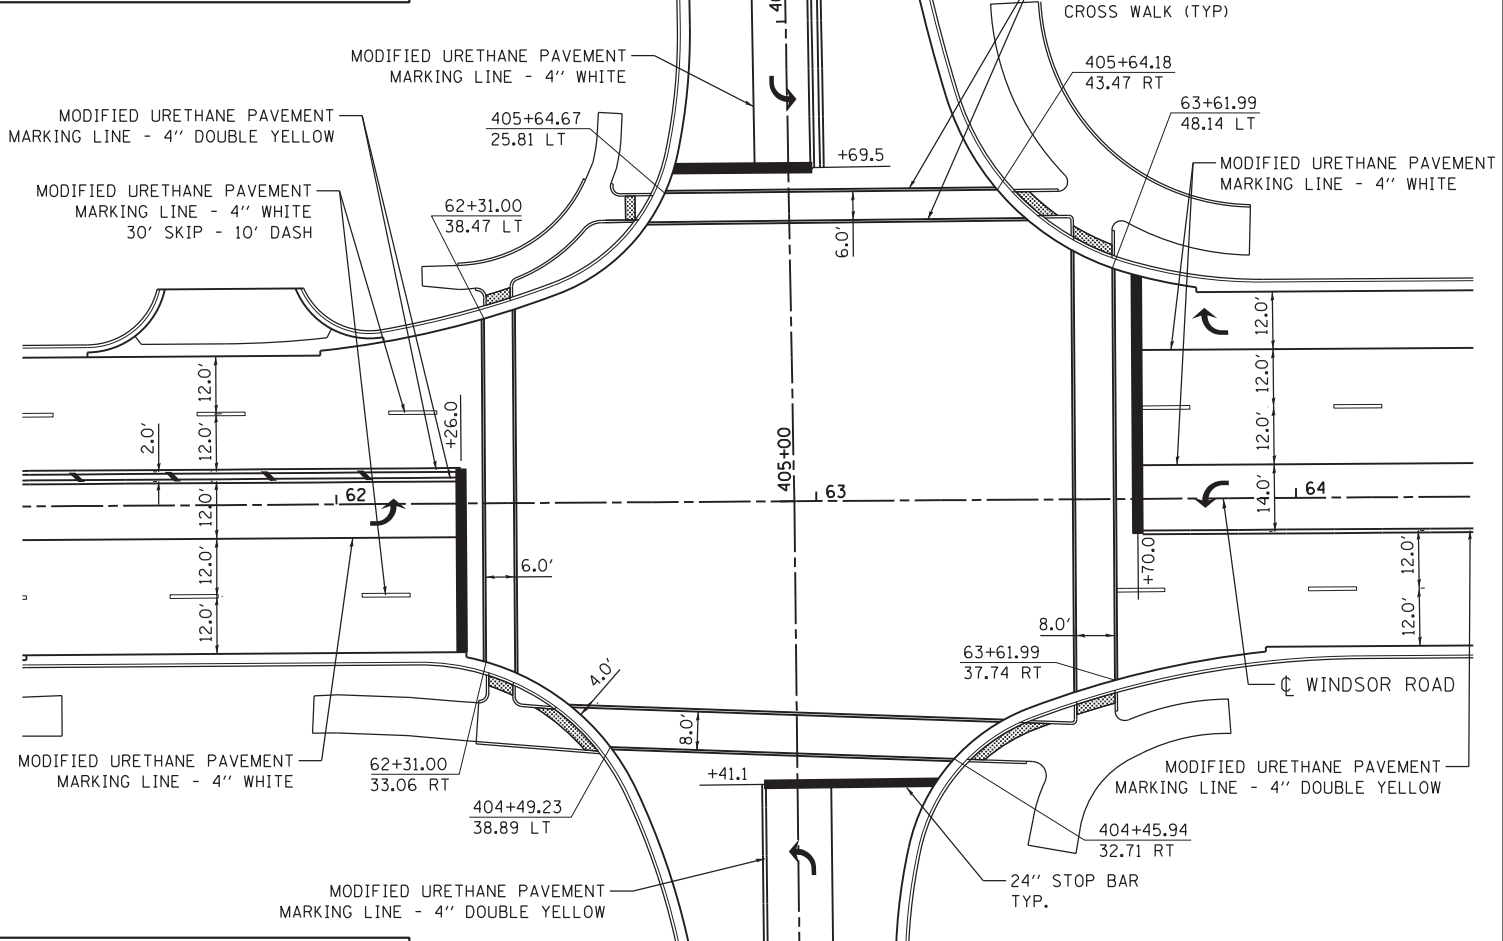 CROSS WALK (TYP)
40
MODIFIED URETHANE PAVEMENT
MARKING LINE - 4'' WHITE
405+64.18
43.47 RT
MODIFIED URETHANE PAVEMENT
MARKING LINE - 4'' DOUBLE YELLOW
405+64.67
25.81 LT
63+61.99
48.14 LT
+69.5
MODIFIED URETHANE PAVEMENT
MARKING LINE - 4'' WHITE
MODIFIED URETHANE PAVEMENT
MARKING LINE - 4'' WHITE
30' SKIP - 10' DASH
62+31.00
38.47 LT
6.0'
12.0'
12.0'
12.0'
2.0'
12.0'
+26.0
12.0'
405+00
62
63
14.0'
64
12.0'
12.0'
12.0'
6.0'
+70.0
12.0'
12.0'
8.0'
63+61.99
37.74 RT
4.0'
℄ WINDSOR ROAD
8.0'
MODIFIED URETHANE PAVEMENT
MARKING LINE - 4'' WHITE
62+31.00
33.06 RT
+41.1
MODIFIED URETHANE PAVEMENT
MARKING LINE - 4'' DOUBLE YELLOW
404+49.23
38.89 LT
404+45.94
32.71 RT
24'' STOP BAR
TYP.
MODIFIED URETHANE PAVEMENT
MARKING LINE - 4'' DOUBLE YELLOW